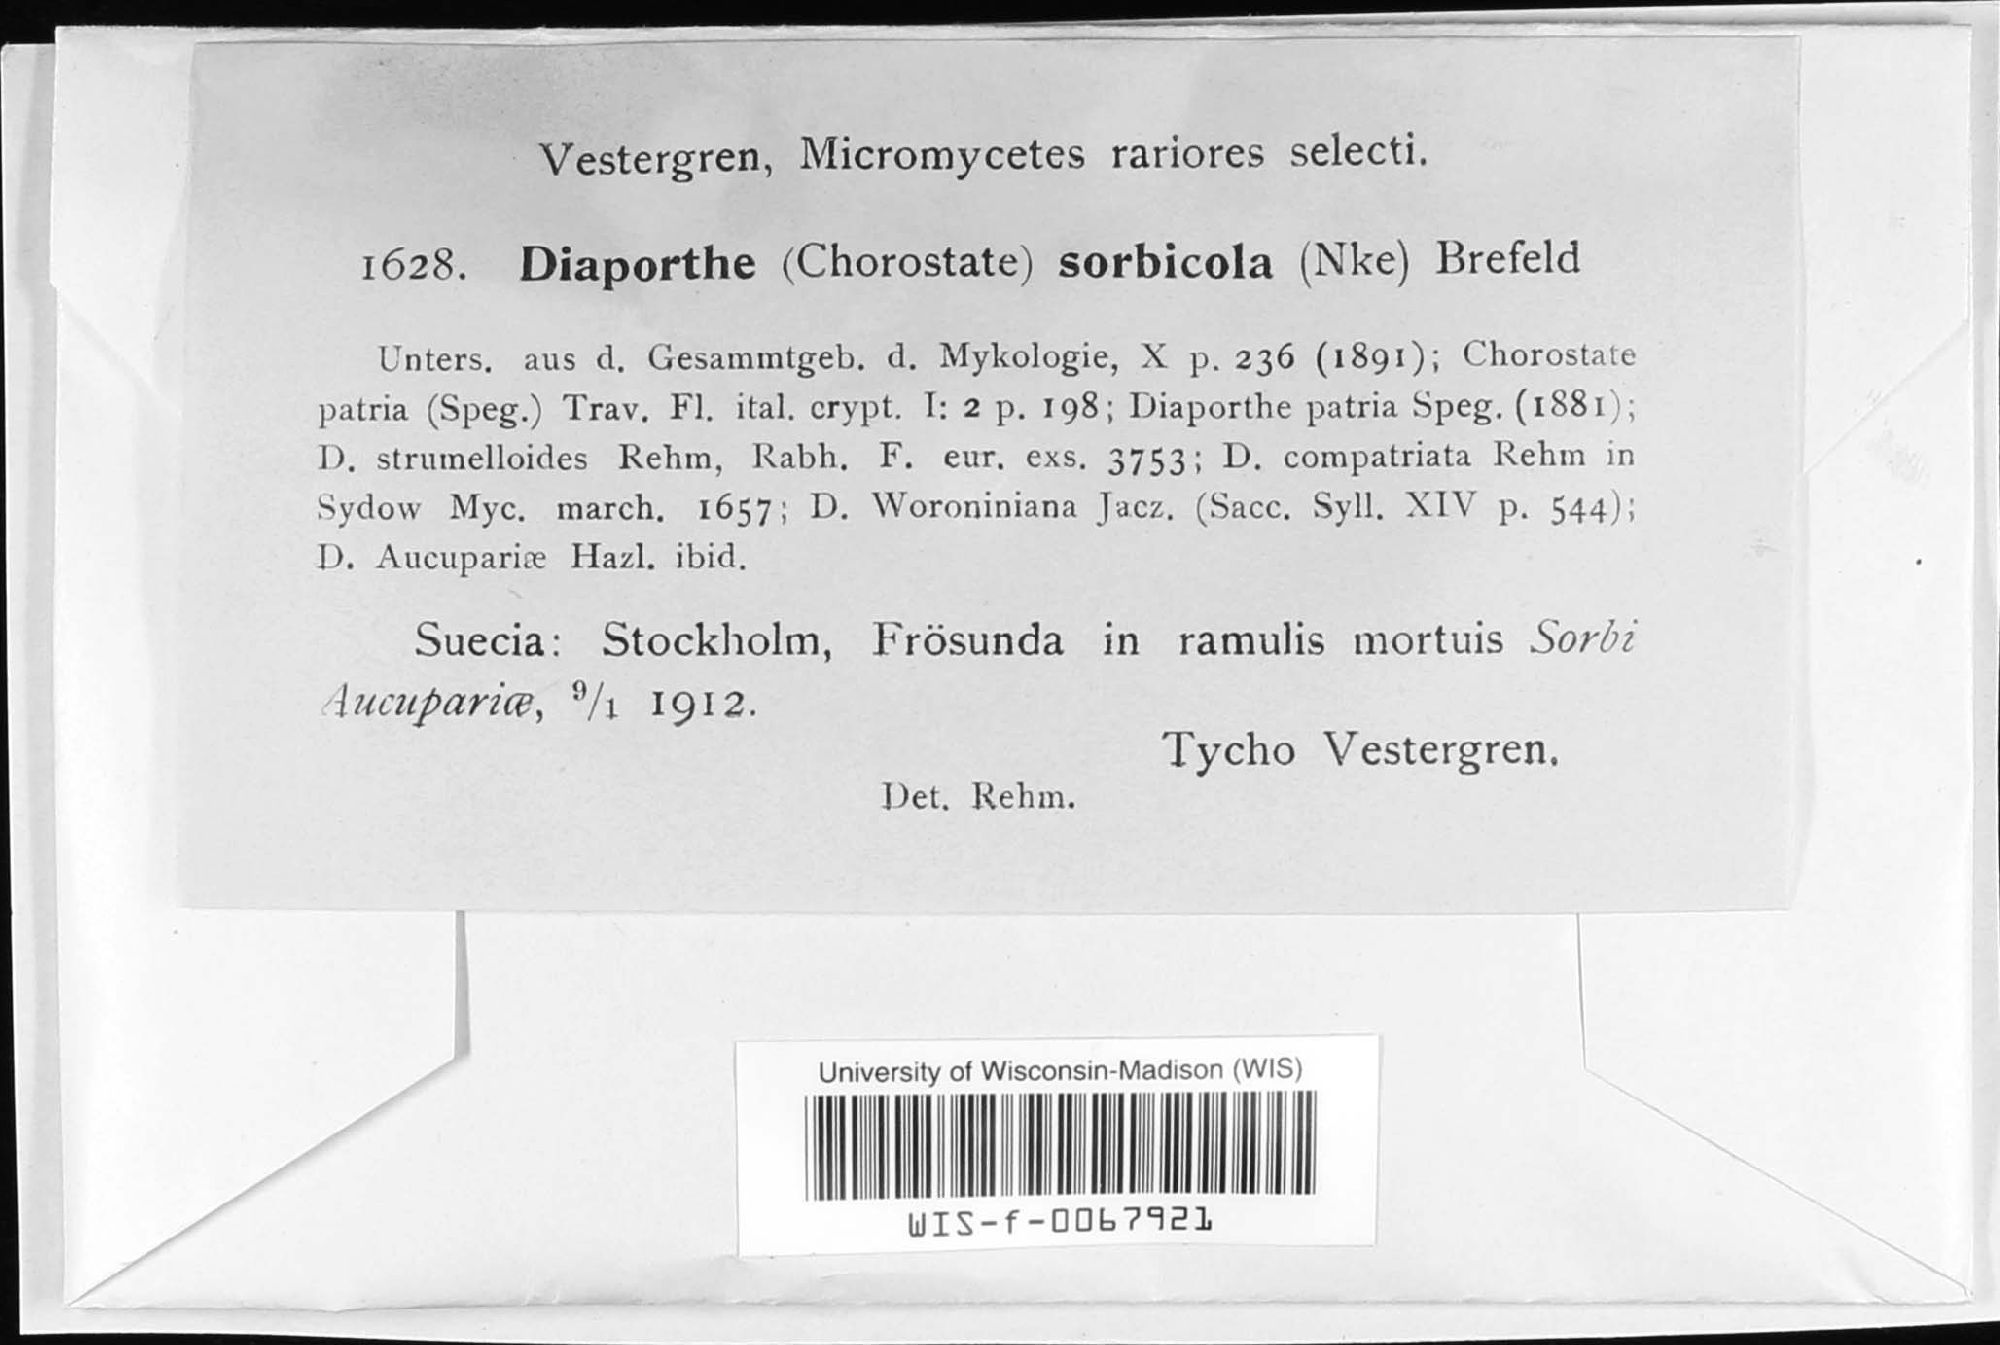 Vestergren, Micromycetes rariores selecti.
1628. Diaporthe (Chorostate) sorbicola (Nke) Brefeld
Unters. aus d. Gesammtgeb. d. Mykologie, X p. 236 (1891); Chorostate
patria (Speg.) Trav. Fl. ital. crypt. I: 2 p. 198; Diaporthe patria Speg. (1881);
D. strumelloides Rehm, Rabh. F. eur. exs. 3753; D. compatriata Rehm in
Sydow Myc. march. 1657; D. Woroniniana Jacz. (Sacc. Syll. XIV p. 544);
D. Aucupariæ Hazl. ibid.
Suecia: Stockholm, Frösunda in ramulis mortuis Sorbi
Aucupariæ, 9/1 1912.
Tycho Vestergren.
Det. Rehm.
University of Wisconsin-Madison (WIS)
WIS-f-0067921